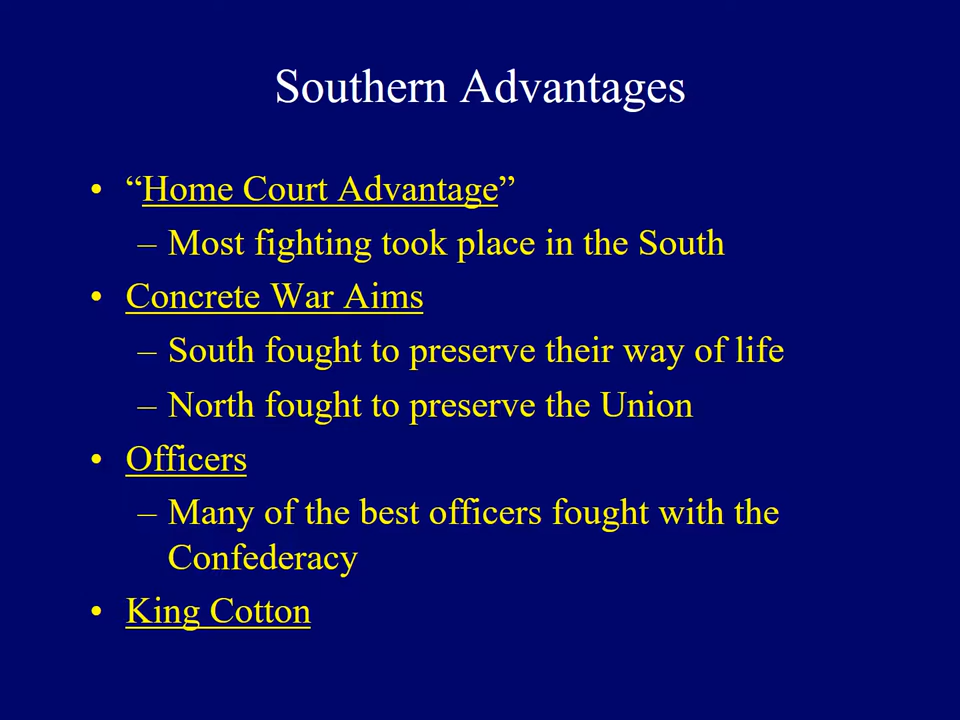 Southern Advantages
• “Home Court Advantage”
– Most fighting took place in the South
• Concrete War Aims
– South fought to preserve their way of life
– North fought to preserve the Union
• Officers
– Many of the best officers fought with the
Confederacy
• King Cotton